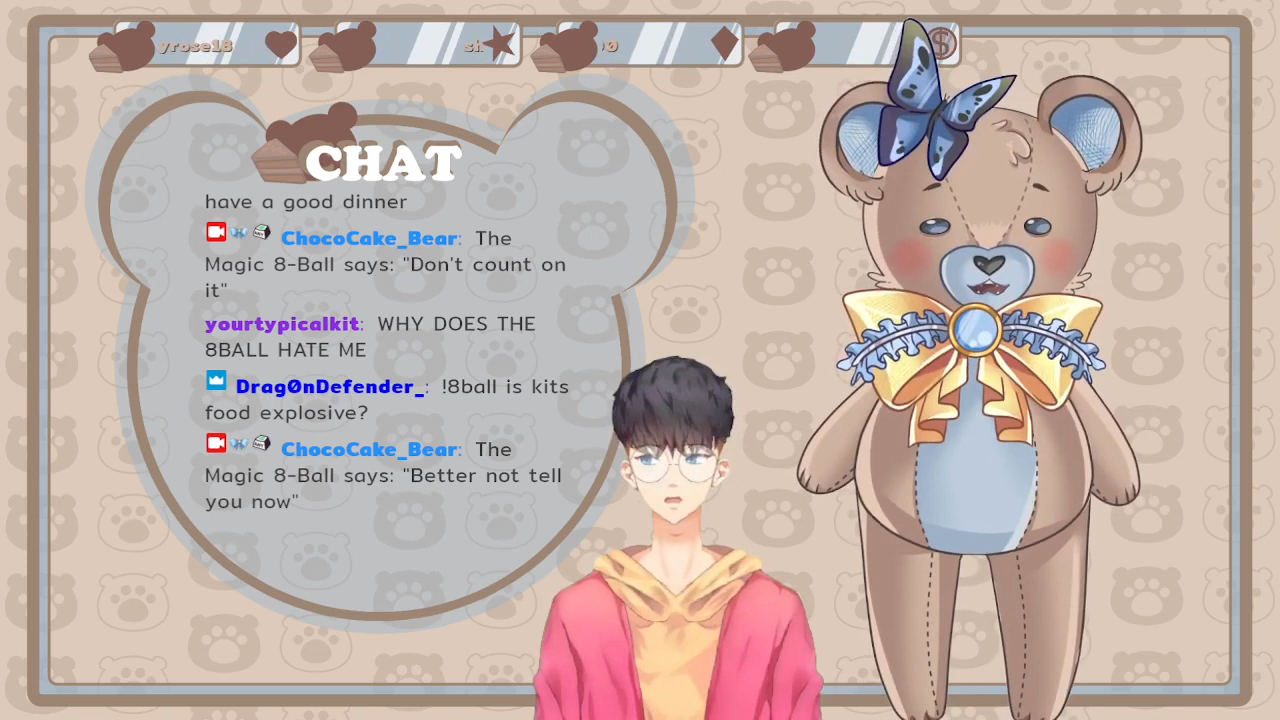 yrose18
CHAT
have a good dinner
ChocoCake_Bear: The
Magic 8-Ball says: "Don't count on
it"
yourtypicalkit: WHY DOES THE
8BALL HATE ME
Drag0nDefender_: !8ball is kits
food explosive?
ChocoCake_Bear: The
Magic 8-Ball says: "Better not tell
you now"